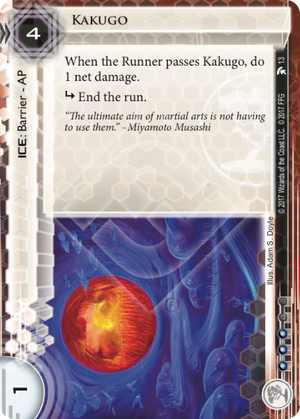 KAKUGO
4
ICE: Barrier - AP
When the Runner passes Kakugo, do
1 net damage.
↳ End the run.
“The ultimate aim of martial arts is not having
to use them.” –Miyamoto Musashi
13
© 2017 Wizards of the Coast LLC. © 2017 FFG
Illus. Adam S. Doyle
1